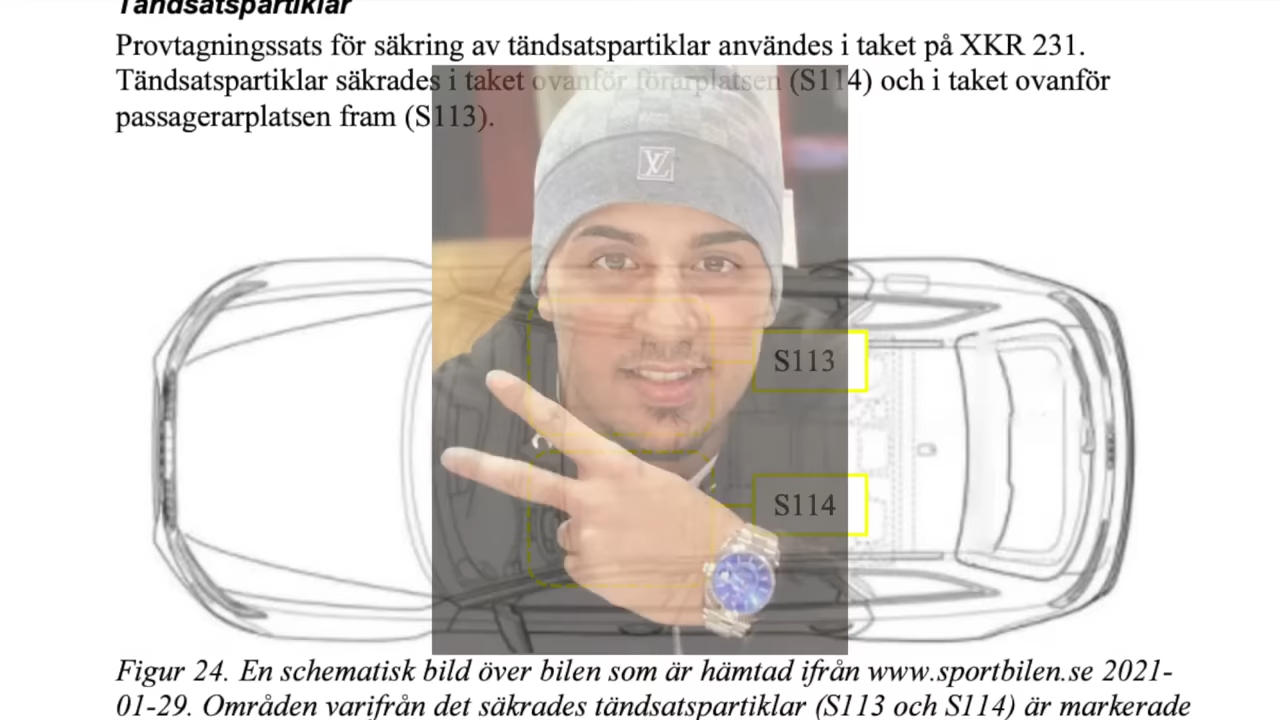 Tändsatspartiklar
Provtagningssats för säkring av tändsatspartiklar användes i taket på XKR 231.
Tändsatspartiklar säkrades i taket ovanför förarplatsen (S114) och i taket ovanför
passagerarplatsen fram (S113).
LV
S113
S114
Figur 24. En schematisk bild över bilen som är hämtad ifrån www.sportbilen.se 2021-
01-29. Områden varifrån det säkrades tändsatspartiklar (S113 och S114) är markerade